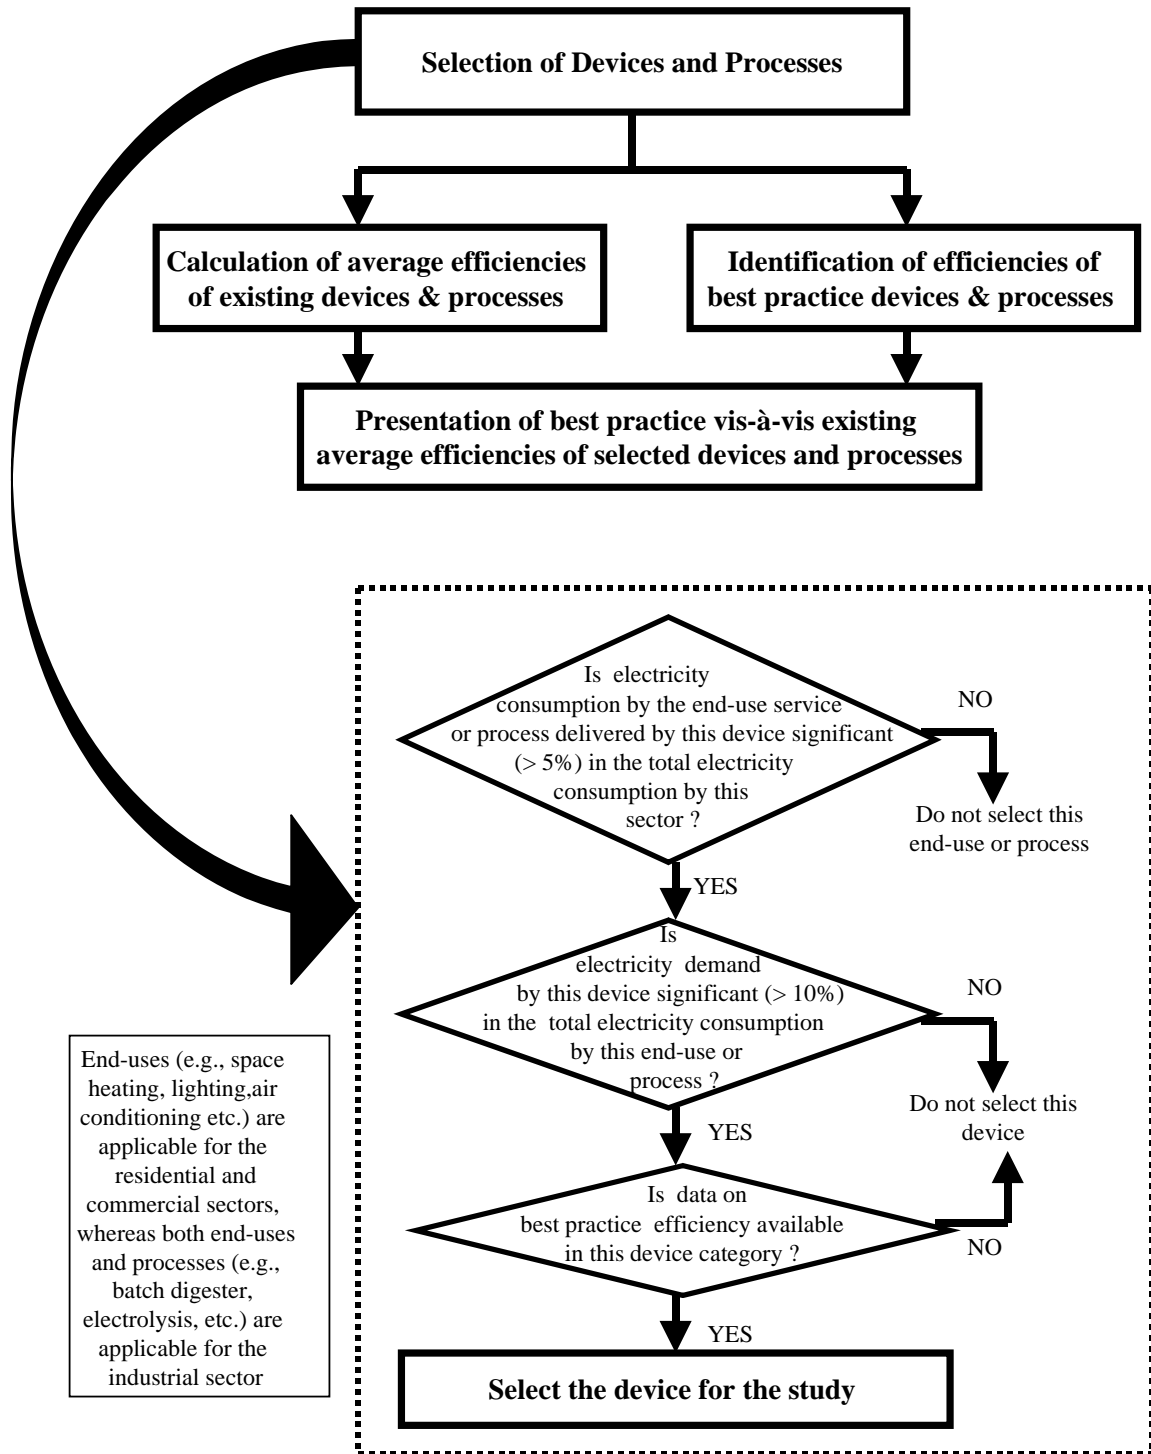 Selection of Devices and Processes
Calculation of average efficiencies
of existing devices & processes
Identification of efficiencies of
best practice devices & processes
Presentation of best practice vis-à-vis existing
average efficiencies of selected devices and processes
Is electricity
consumption by the end-use service
or process delivered by this device significant
(> 5%) in the total electricity
consumption by this
sector ?
NO
Do not select this
end-use or process
YES
Is
electricity demand
by this device significant (> 10%)
in the total electricity consumption
by this end-use or
process ?
NO
Do not select this
device
YES
Is data on
best practice efficiency available
in this device category ?
NO
YES
Select the device for the study
End-uses (e.g., space
heating, lighting,air
conditioning etc.) are
applicable for the
residential and
commercial sectors,
whereas both end-uses
and processes (e.g.,
batch digester,
electrolysis, etc.) are
applicable for the
industrial sector